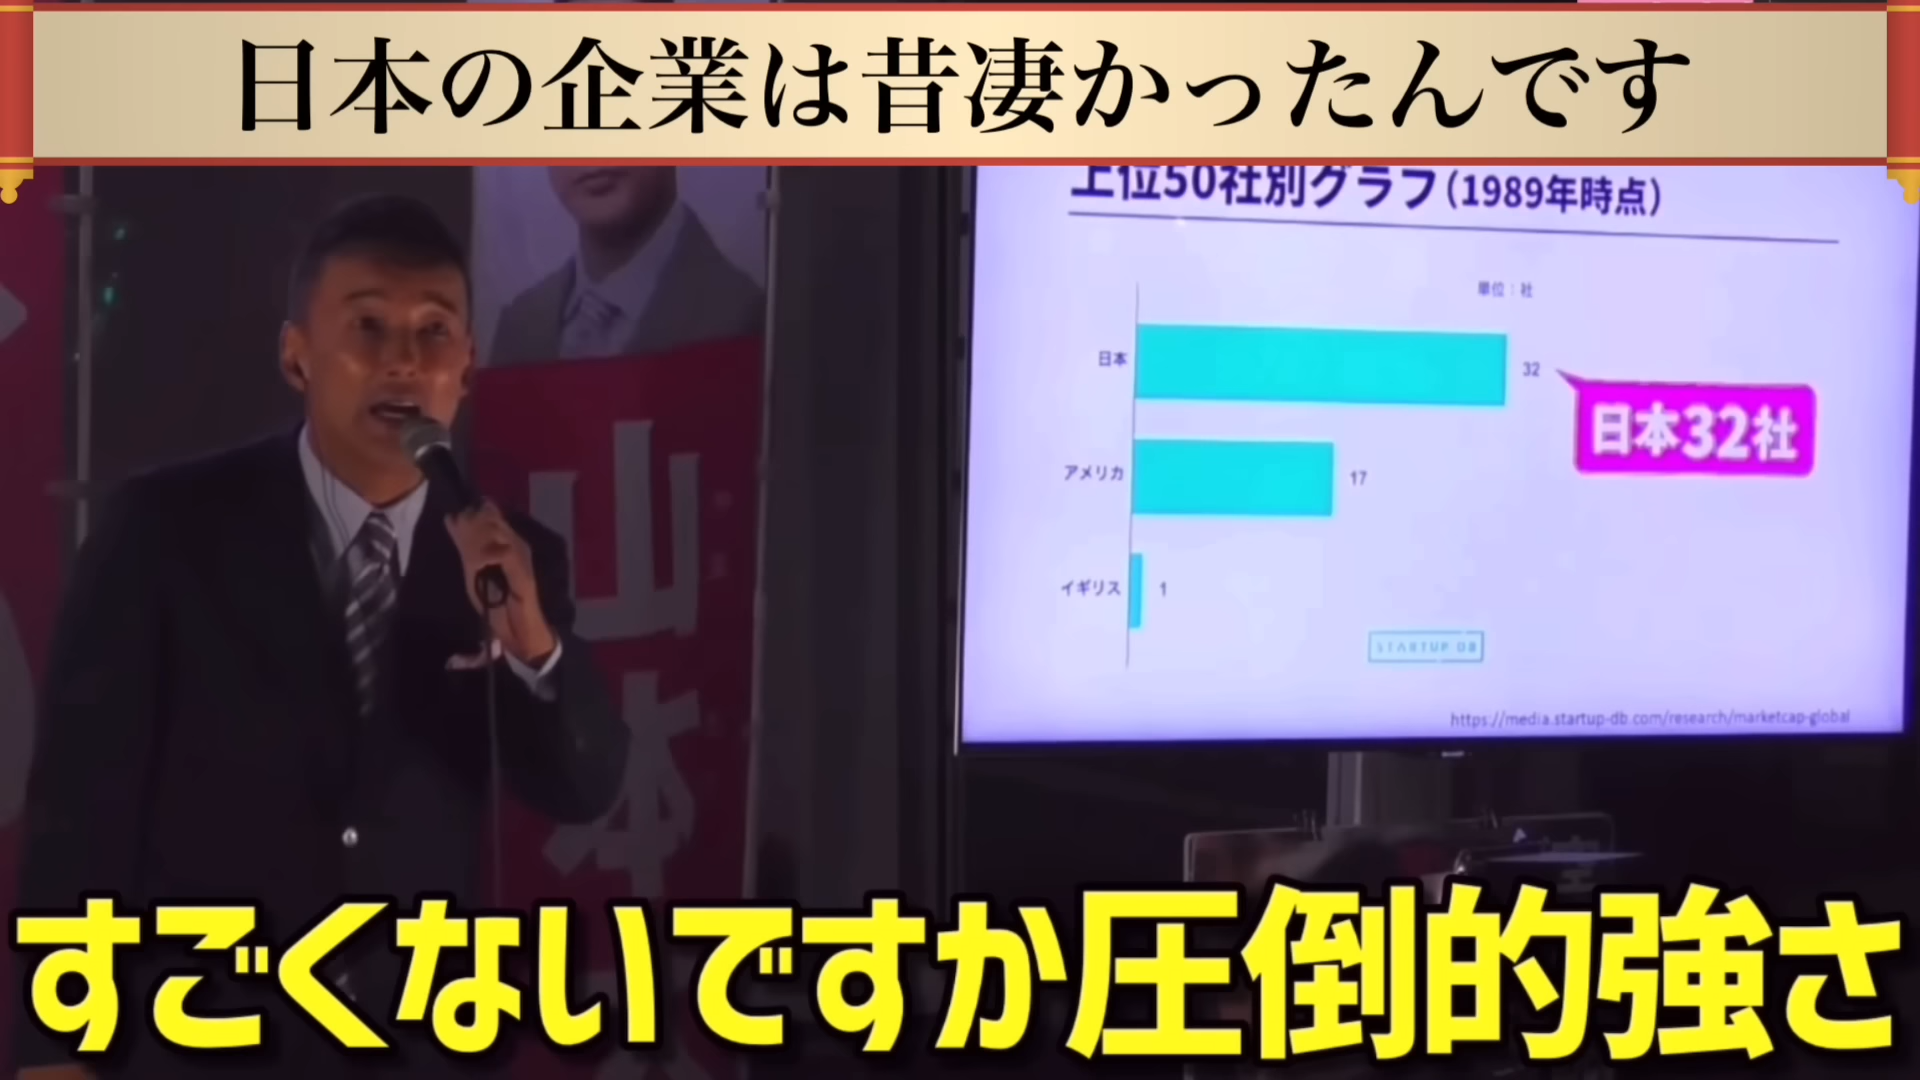 日本の企業は昔凄かったんです
上位50社別グラフ(1989年時点)
単位：社
日本
32
日本32社
アメリカ
17
イギリス
1
STARTUP DB
https://media.startup-db.com/research/marketcap-global
山本
すごくないですか圧倒的強さ